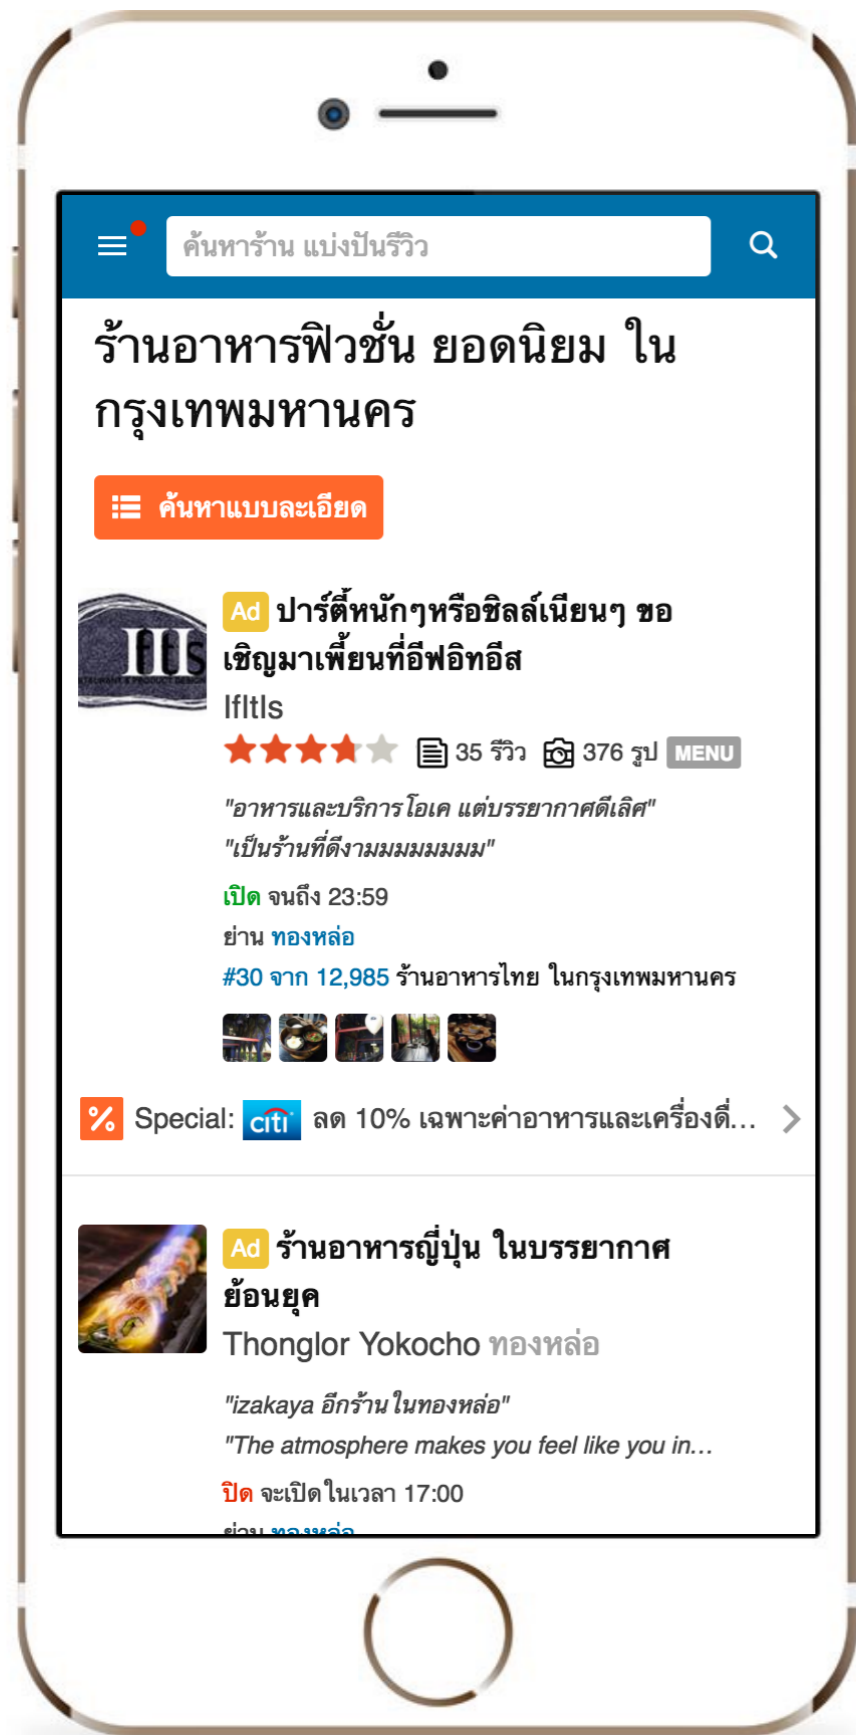 ค้นหาร้าน แบ่งปันรีวิว
ร้านอาหารฟิวชั่น ยอดนิยม ใน
กรุงเทพมหานคร
ค้นหาแบบละเอียด
Ad ปาร์ตี้หนักๆหรือชิลล์เนียนๆ ขอ
เชิญมาเพี้ยนที่อีฟอิทอีส
IfItIs
35 รีวิว 376 รูป MENU
"อาหารและบริการโอเค แต่บรรยากาศดีเลิศ"
"เป็นร้านที่ดีงามมมมมมม"
เปิด จนถึง 23:59
ย่าน ทองหล่อ
#30 จาก 12,985 ร้านอาหารไทย ในกรุงเทพมหานคร
% Special: citi ลด 10% เฉพาะค่าอาหารและเครื่องดื่...
Ad ร้านอาหารญี่ปุ่น ในบรรยากาศ
ย้อนยุค
Thonglor Yokocho ทองหล่อ
"izakaya อีกร้านในทองหล่อ"
"The atmosphere makes you feel like you in...
ปิด จะเปิดในเวลา 17:00
ย่าน ทองหล่อ